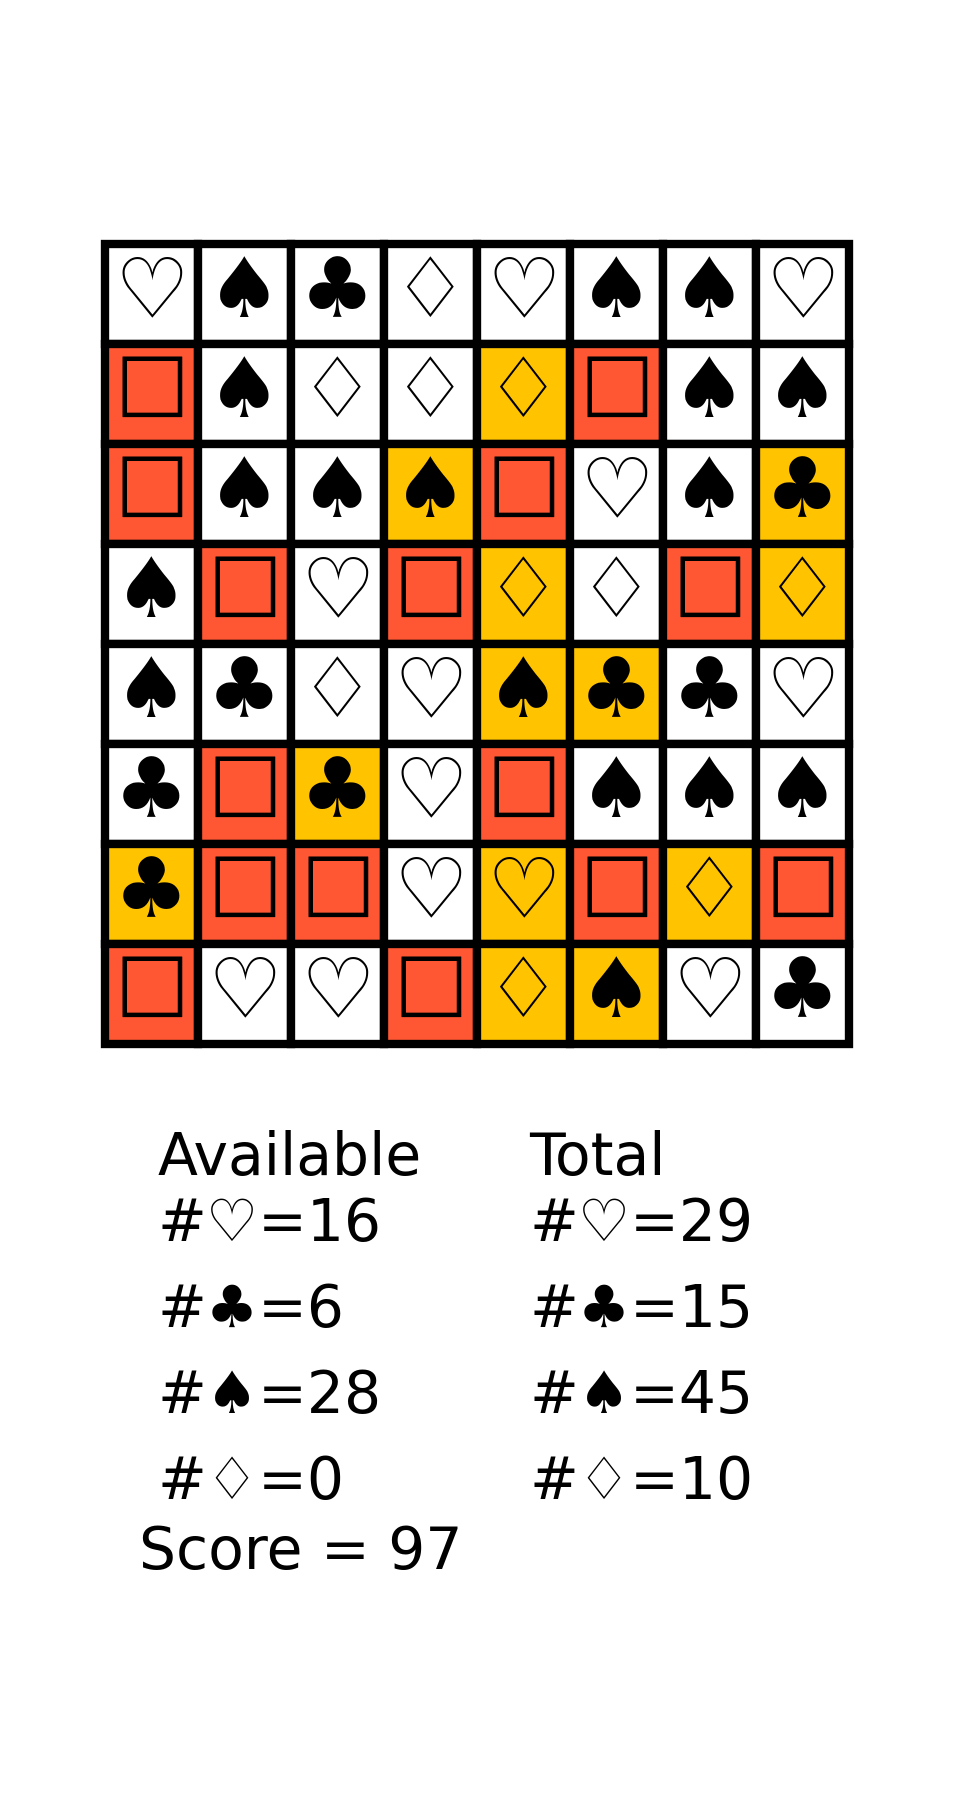 ♡ ♠ ♣ ♢ ♡ ♠ ♠ ♡
□ ♠ ♢ ♢ ♢ □ ♠ ♠
□ ♠ ♠ ♠ □ ♡ ♠ ♣
♠ □ ♡ □ ♢ ♢ □ ♢
♠ ♣ ♢ ♡ ♠ ♣ ♣ ♡
♣ □ ♣ ♡ □ ♠ ♠ ♠
♣ □ □ ♡ ♡ □ ♢ □
□ ♡ ♡ □ ♢ ♠ ♡ ♣
Available Total
#♡=16 #♡=29
#♣=6 #♣=15
#♠=28 #♠=45
#♢=0 #♢=10
Score = 97